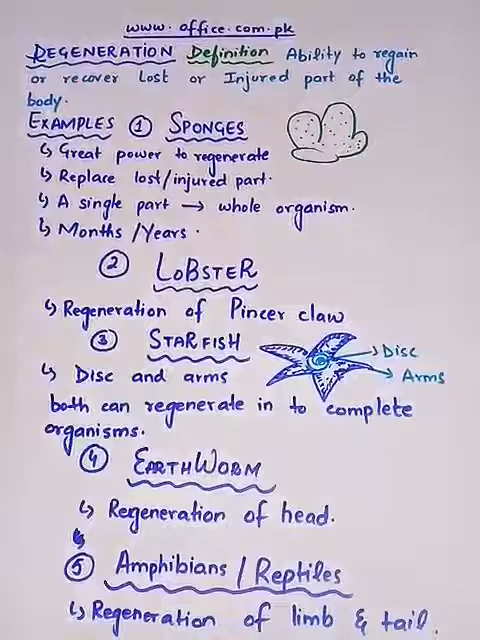 www.office.com.pk
REGENERATION Definition Ability to regain
or recover Lost or Injured part of the
body.
EXAMPLES ① SPONGES
↳ Great power to regenerate
↳ Replace lost/injured part.
↳ A single part → whole organism.
↳ Months/Years.
② LOBSTER
↳ Regeneration of Pincer claw
③ STARFISH
→ Disc
↳ Disc and arms
→ Arms
both can regenerate in to complete
organisms.
④ EARTHWORM
↳ Regeneration of head.
⑤ Amphibians / Reptiles
↳ Regeneration of limb & tail.